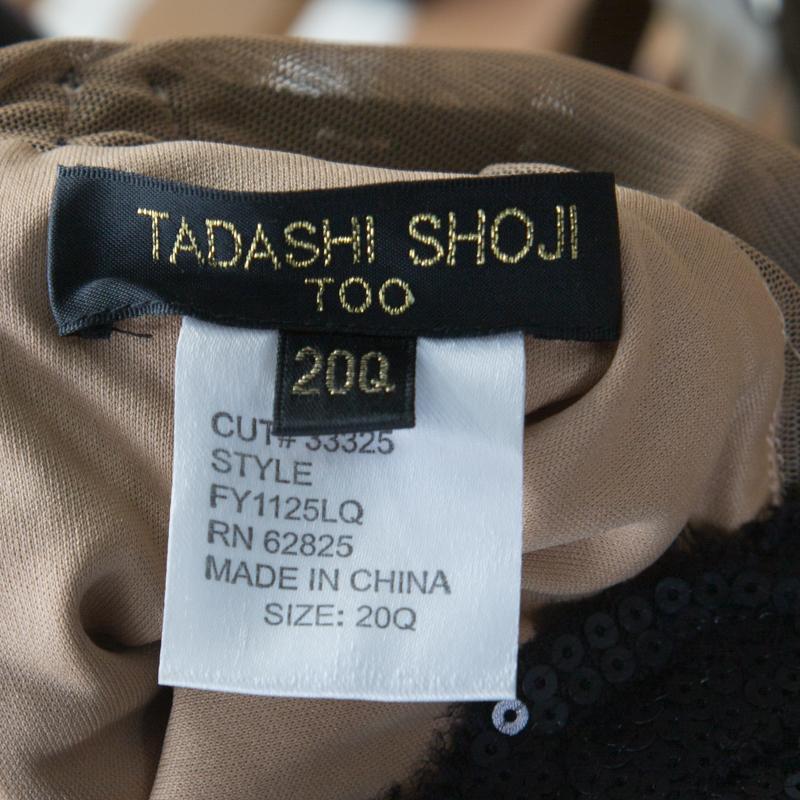 TADASHI SHOJI
TOO
20Q
CUT# 33325
STYLE
FY1125LQ
RN 62825
MADE IN CHINA
SIZE: 20Q